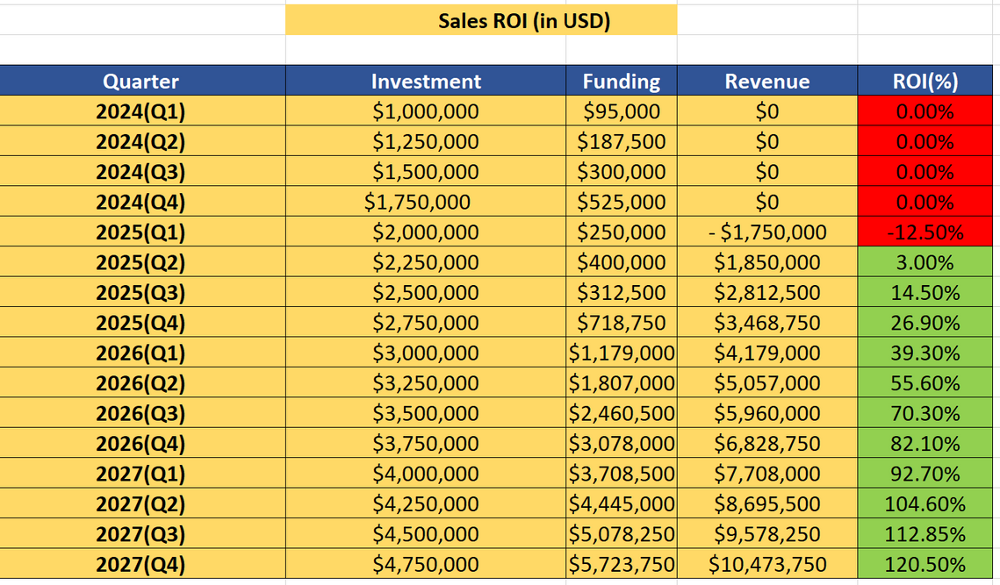 Sales ROI (in USD)
Quarter Investment Funding Revenue ROI(%)
2024(Q1) $1,000,000 $95,000 $0 0.00%
2024(Q2) $1,250,000 $187,500 $0 0.00%
2024(Q3) $1,500,000 $300,000 $0 0.00%
2024(Q4) $1,750,000 $525,000 $0 0.00%
2025(Q1) $2,000,000 $250,000 - $1,750,000 -12.50%
2025(Q2) $2,250,000 $400,000 $1,850,000 3.00%
2025(Q3) $2,500,000 $312,500 $2,812,500 14.50%
2025(Q4) $2,750,000 $718,750 $3,468,750 26.90%
2026(Q1) $3,000,000 $1,179,000 $4,179,000 39.30%
2026(Q2) $3,250,000 $1,807,000 $5,057,000 55.60%
2026(Q3) $3,500,000 $2,460,500 $5,960,000 70.30%
2026(Q4) $3,750,000 $3,078,000 $6,828,750 82.10%
2027(Q1) $4,000,000 $3,708,500 $7,708,000 92.70%
2027(Q2) $4,250,000 $4,445,000 $8,695,500 104.60%
2027(Q3) $4,500,000 $5,078,250 $9,578,250 112.85%
2027(Q4) $4,750,000 $5,723,750 $10,473,750 120.50%